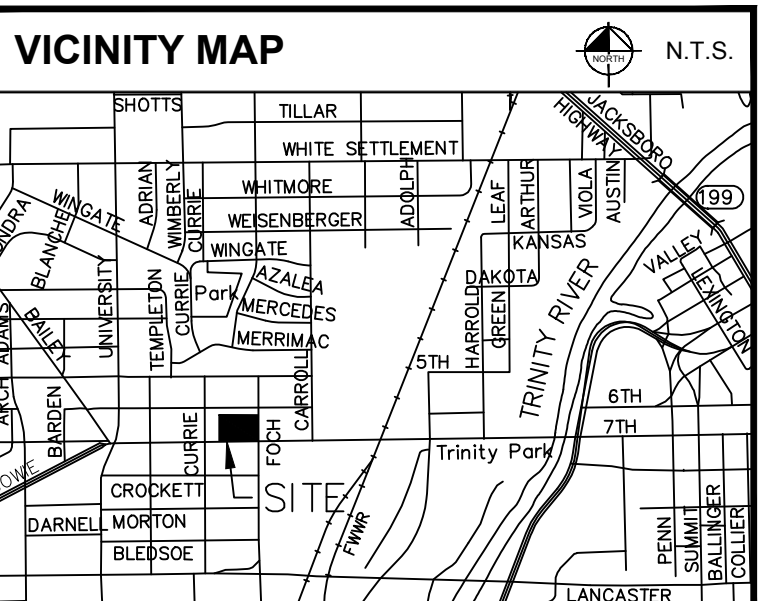 VICINITY MAP
NORTH
N.T.S.
SHOTTS
TILLAR
JACKSBORO
HIGHWAY
WHITE SETTLEMENT
199
ADRIAN
WIMBERLY
CURRIE
WHITMORE
ADOLPH
LEAF
ARTHUR
VIOLA
AUSTIN
WINGATE
WEISENBERGER
BLANCHE
KANSAS
VALLEY
WINGATE
UNIVERSITY
AZALEA
DAKOTA
LEXINGTON
TEMPLETON
CURRIE
Park
MERCEDES
HARROLD
GREEN
TRINITY RIVER
BAILEY
MERRIMAC
ARCH ADAMS
5TH
CARROLL
6TH
BARDEN
CURRIE
FOCH
7TH
Trinity Park
CROCKETT
SITE
DARNELL
MORTON
FWWR
PENN
SUMMIT
BALLINGER
COLLIER
BLEDSOE
LANCASTER